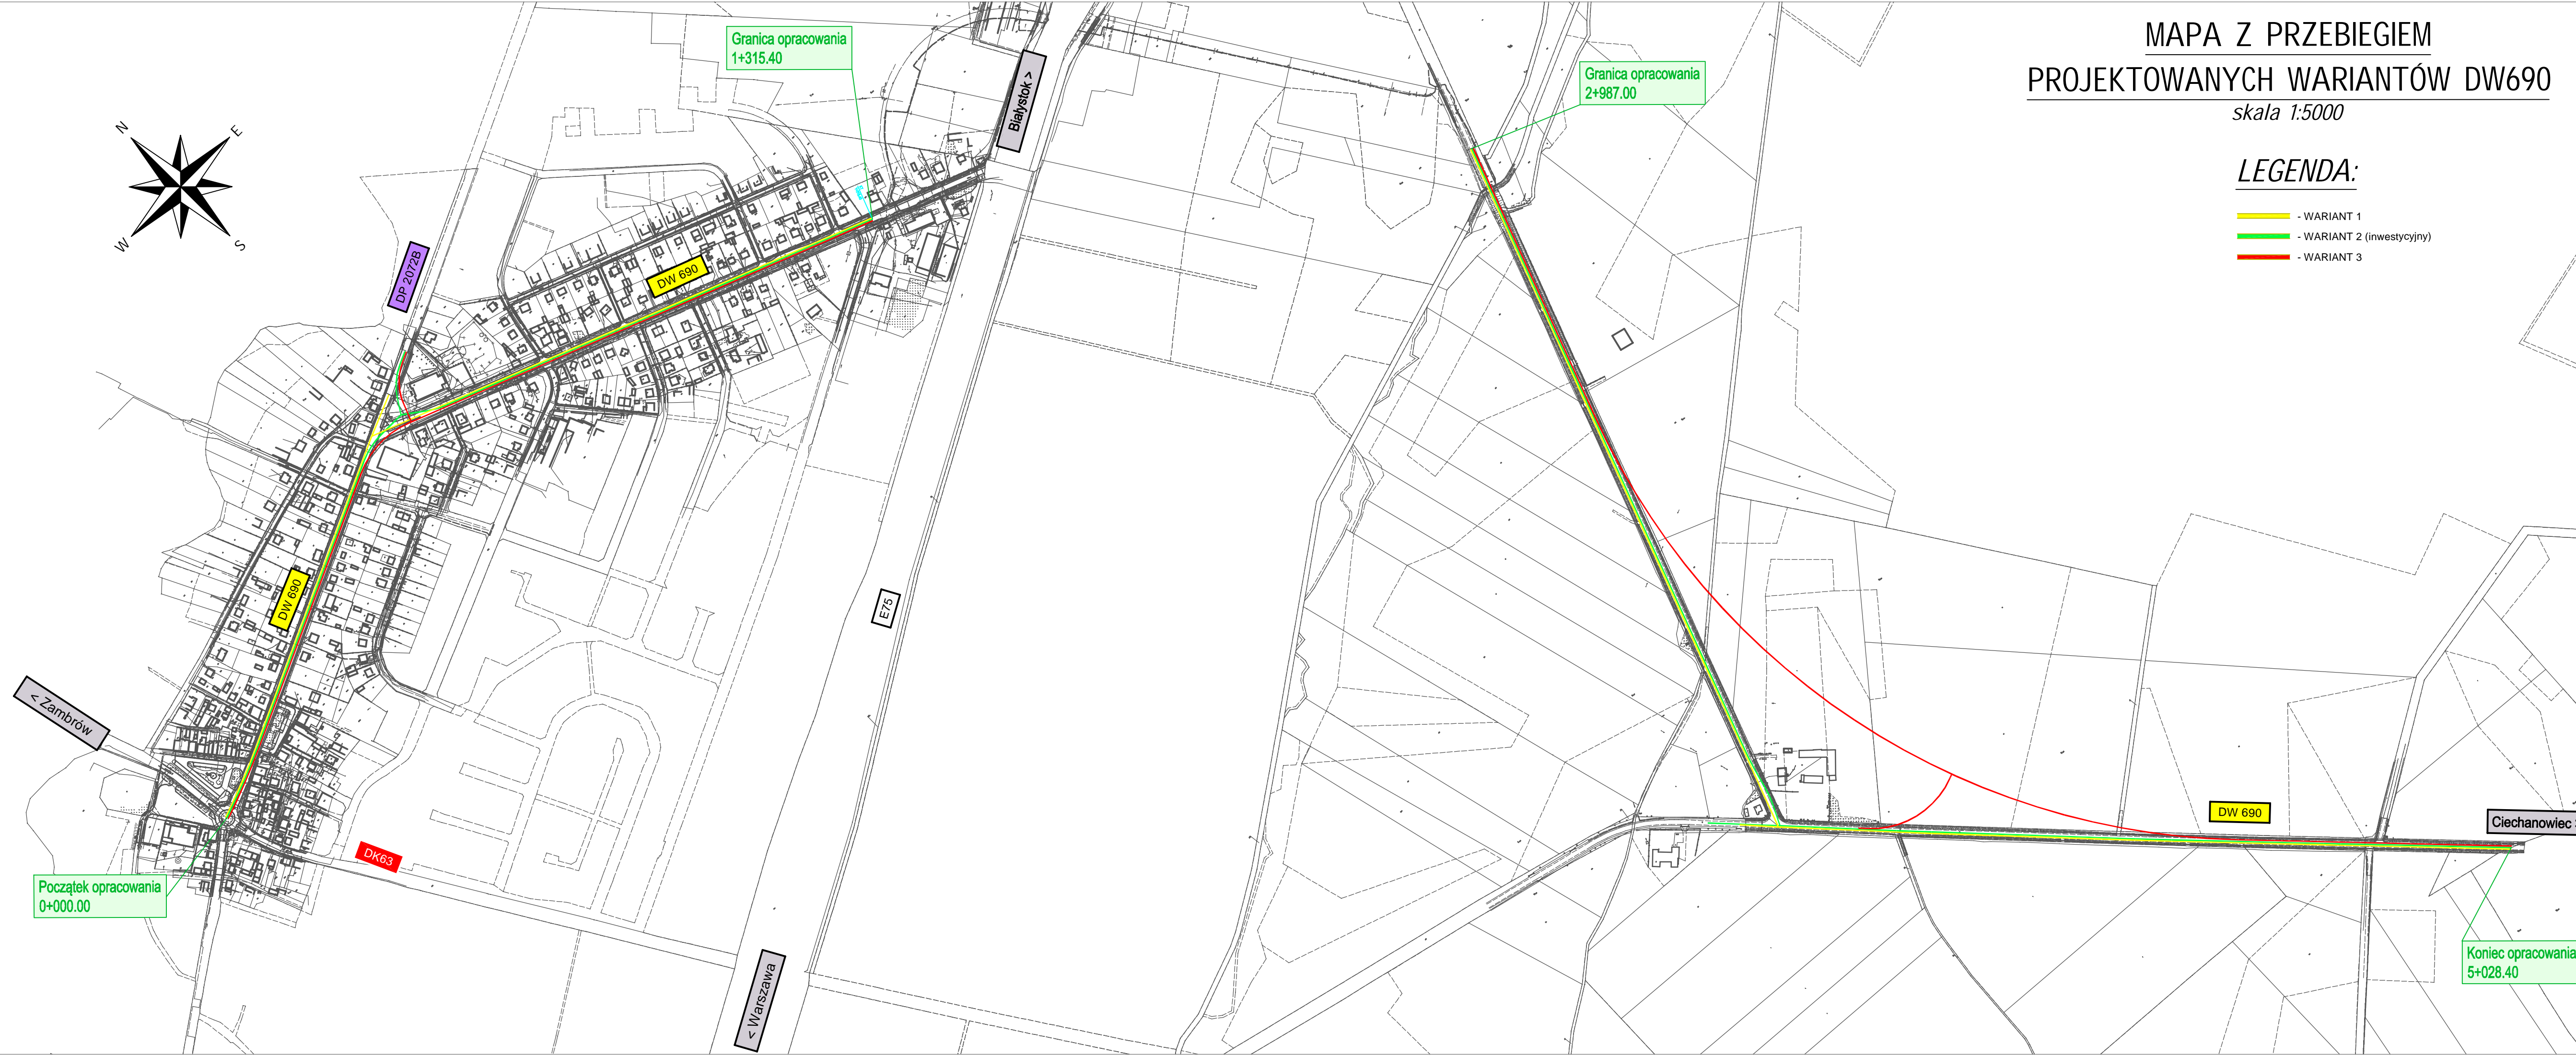 MAPA Z PRZEBIEGIEM
PROJEKTOWANYCH WARIANTÓW DW690
skala 1:5000
LEGENDA:
- WARIANT 1
- WARIANT 2 (inwestycyjny)
- WARIANT 3
Granica opracowania
1+315.40
Białystok >
Granica opracowania
2+987.00
N
E
W
S
DP 2072B
DW 690
DW 690
E75
< Zambrów
DK63
Początek opracowania
0+000.00
< Warszawa
DW 690
Ciechanowiec
Koniec opracowania
5+028.40